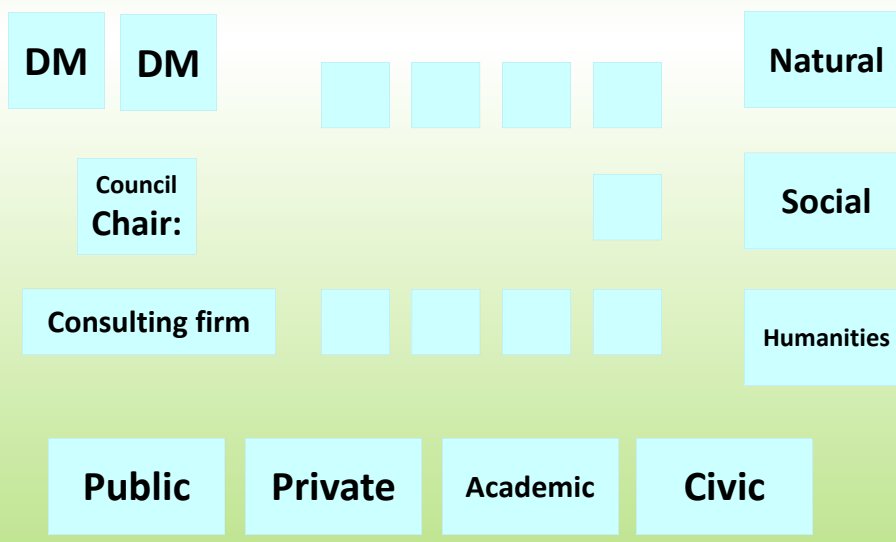 DM
DM
Natural
Council
Chair:
Social
Consulting firm
Humanities
Public
Private
Academic
Civic